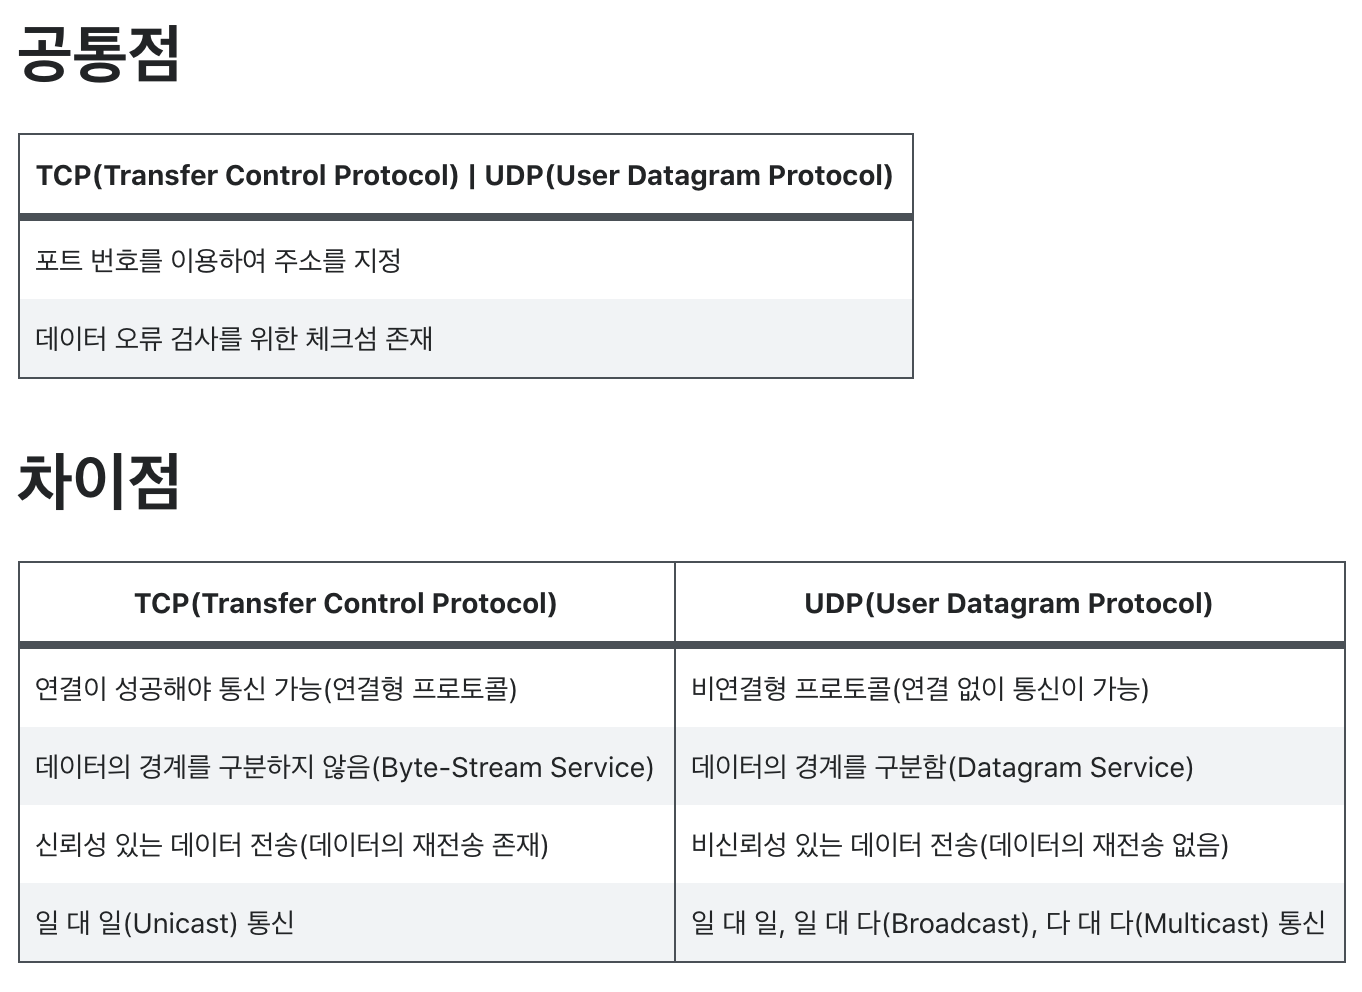 공통점
TCP(Transfer Control Protocol) | UDP(User Datagram Protocol)
포트 번호를 이용하여 주소를 지정
데이터 오류 검사를 위한 체크섬 존재
차이점
TCP(Transfer Control Protocol) UDP(User Datagram Protocol)
연결이 성공해야 통신 가능(연결형 프로토콜) 비연결형 프로토콜(연결 없이 통신이 가능)
데이터의 경계를 구분하지 않음(Byte-Stream Service) 데이터의 경계를 구분함(Datagram Service)
신뢰성 있는 데이터 전송(데이터의 재전송 존재) 비신뢰성 있는 데이터 전송(데이터의 재전송 없음)
일 대 일(Unicast) 통신 일 대 일, 일 대 다(Broadcast), 다 대 다(Multicast) 통신